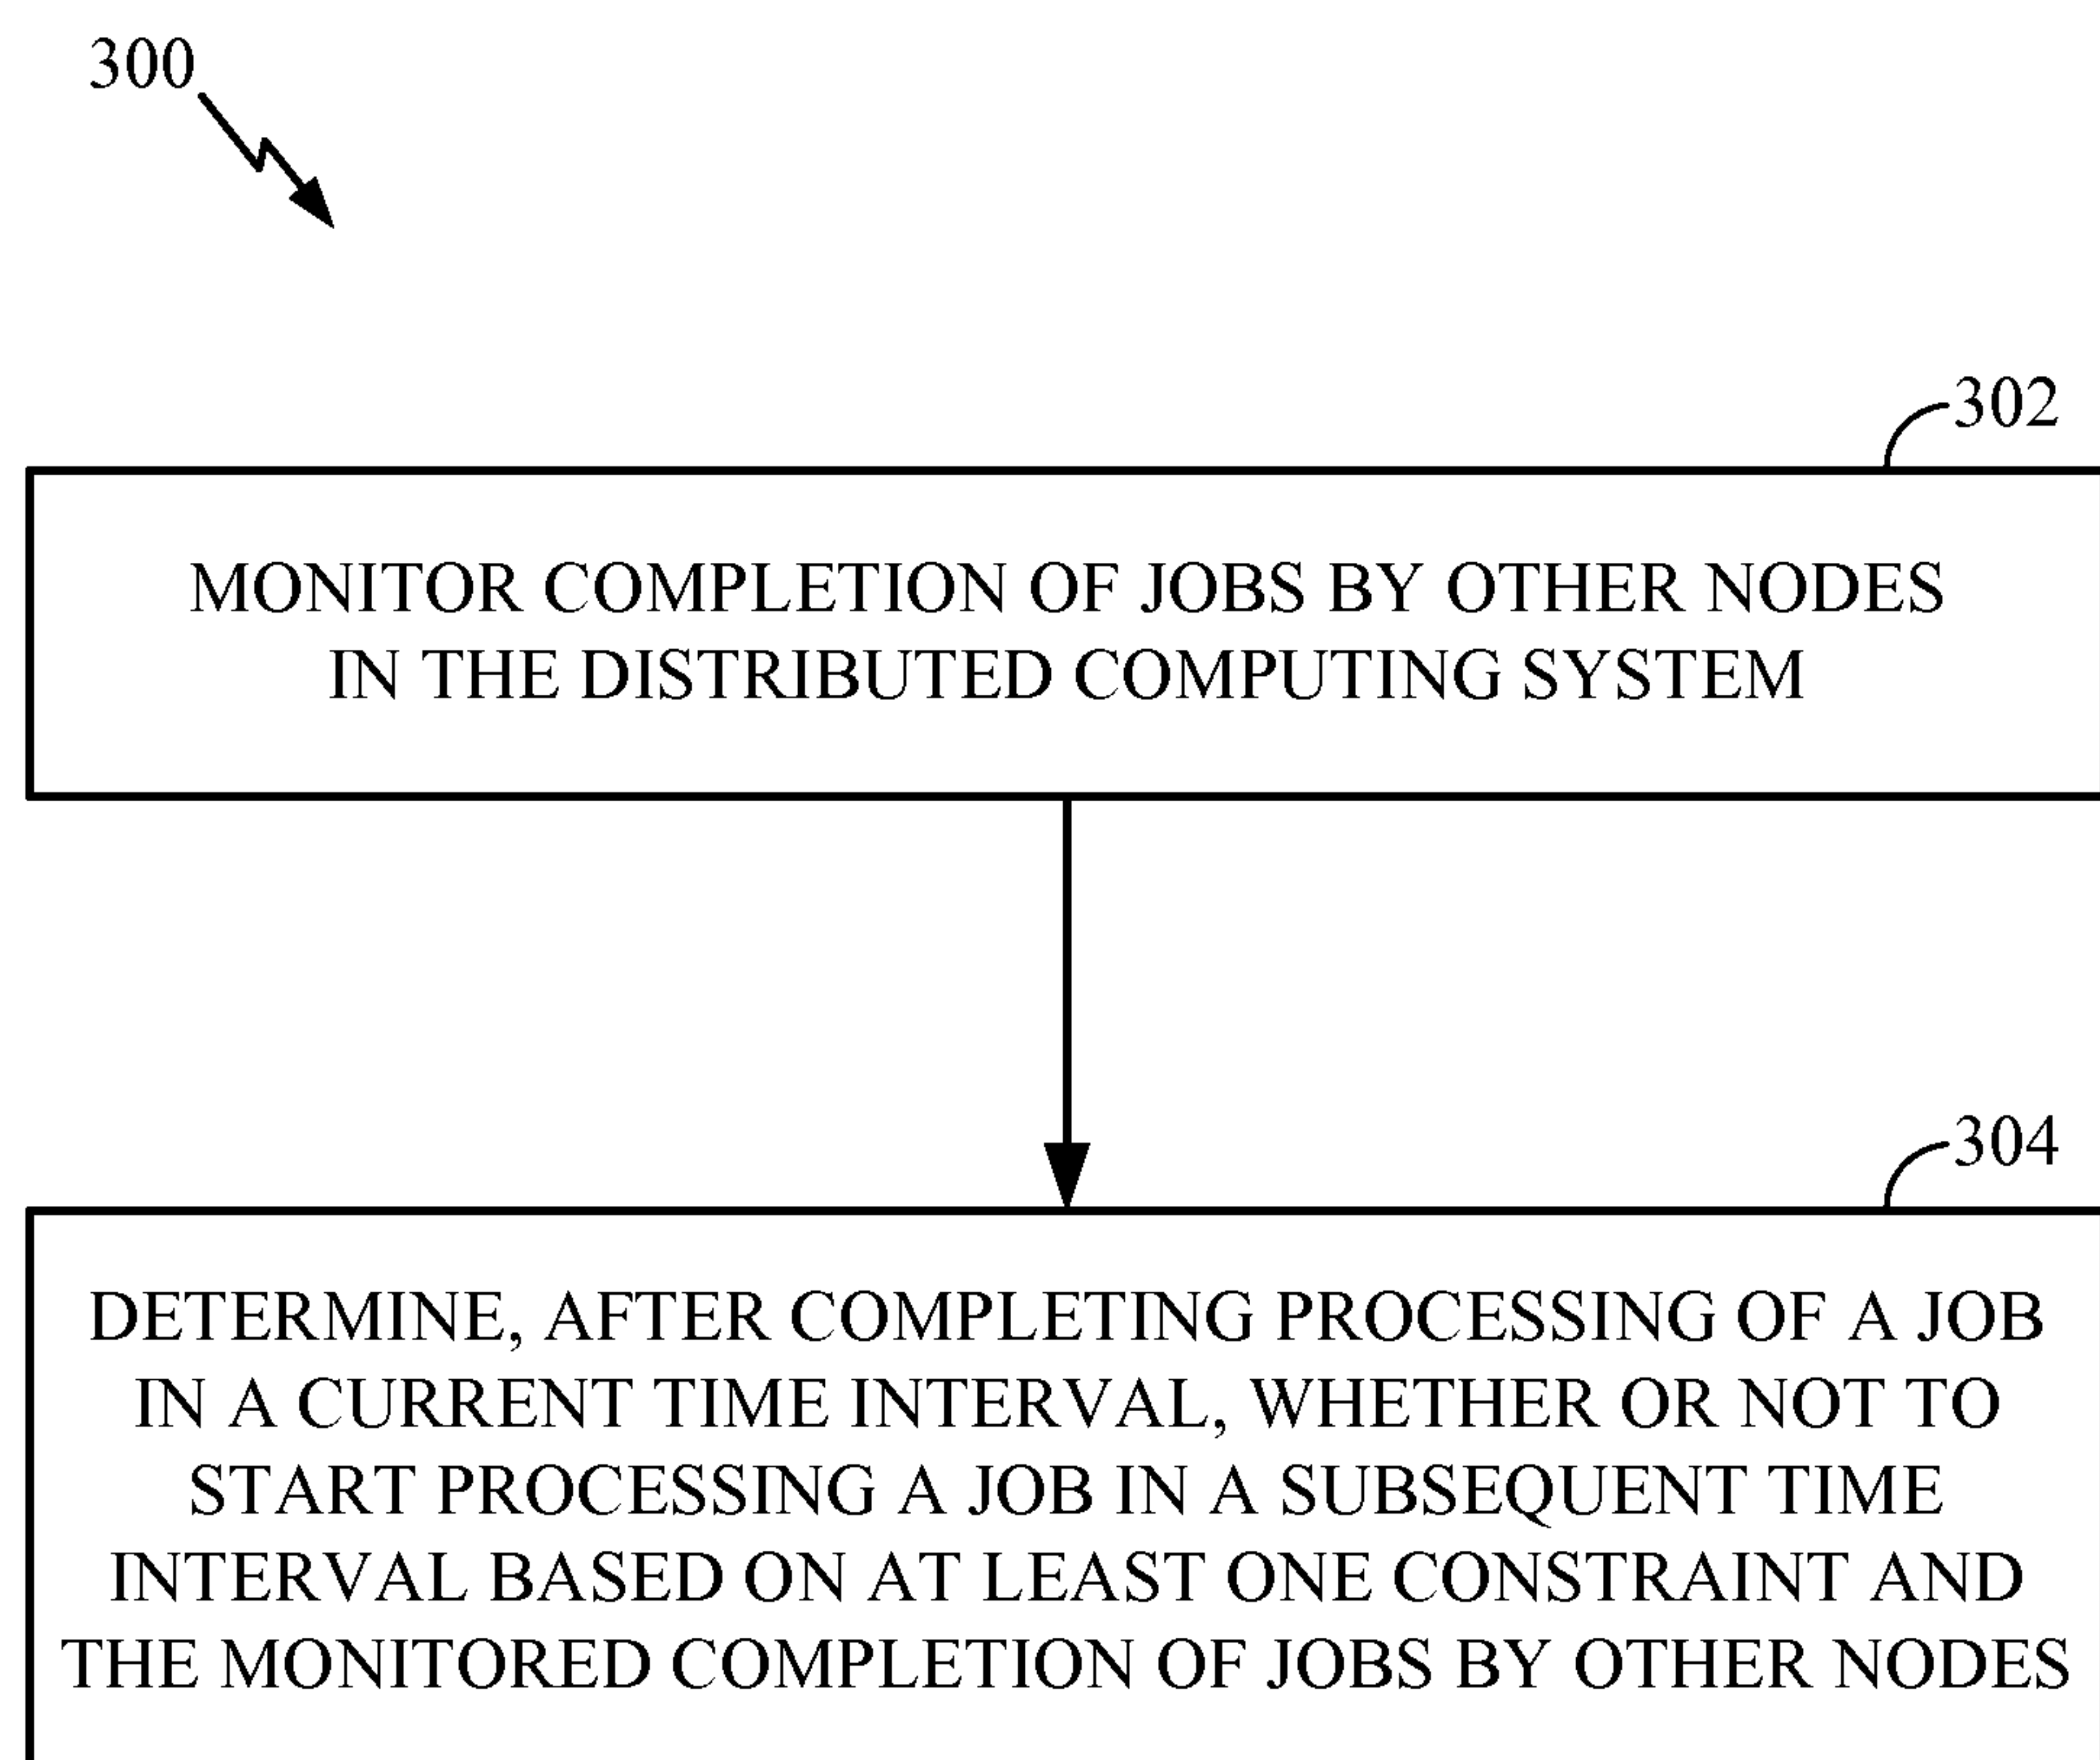 300
302
MONITOR COMPLETION OF JOBS BY OTHER NODES
IN THE DISTRIBUTED COMPUTING SYSTEM
304
DETERMINE, AFTER COMPLETING PROCESSING OF A JOB
IN A CURRENT TIME INTERVAL, WHETHER OR NOT TO
START PROCESSING A JOB IN A SUBSEQUENT TIME
INTERVAL BASED ON AT LEAST ONE CONSTRAINT AND
THE MONITORED COMPLETION OF JOBS BY OTHER NODES